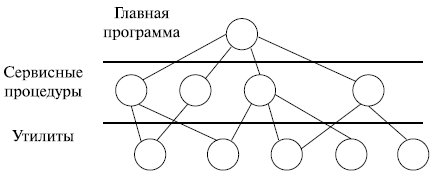 Главная
программа
Сервисные
процедуры
Утилиты